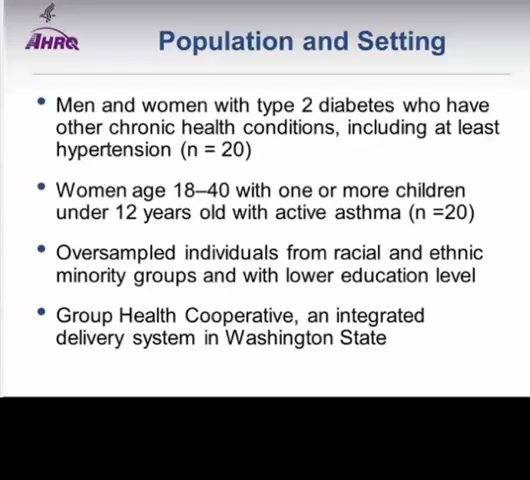 AHRQ
Population and Setting
• Men and women with type 2 diabetes who have
other chronic health conditions, including at least
hypertension (n = 20)
• Women age 18–40 with one or more children
under 12 years old with active asthma (n =20)
• Oversampled individuals from racial and ethnic
minority groups and with lower education level
• Group Health Cooperative, an integrated
delivery system in Washington State